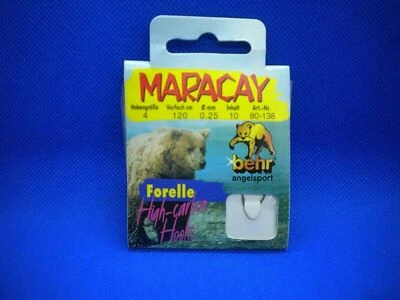 MARACAY
Hakengröße Vorfach cm Ø mm Inhalt Art.-Nr.
4 120 0.25 10 80-138
behr
angelsport
Forelle
High-carbon
Hooks